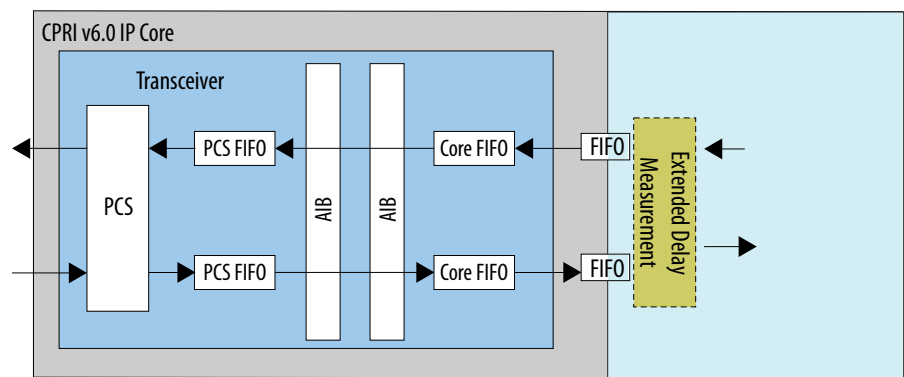 CPRI v6.0 IP Core
Transceiver
PCS FIFO
Core FIFO
FIFO
PCS
AIB
AIB
Extended Delay
Measurement
PCS FIFO
Core FIFO
FIFO